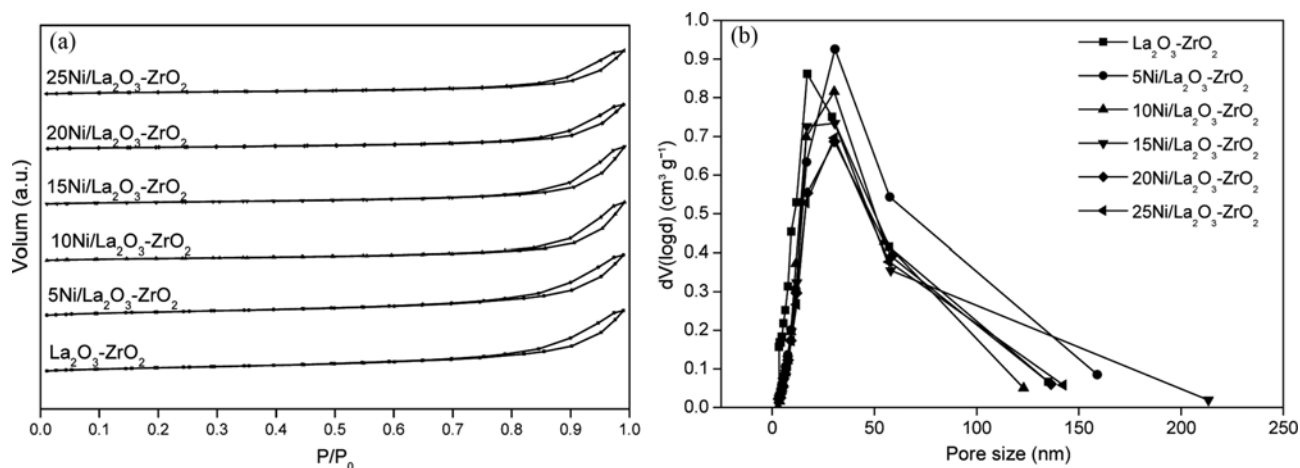 (a)
25Ni/La₂O₃-ZrO₂
20Ni/La₂O₃-ZrO₂
15Ni/La₂O₃-ZrO₂
10Ni/La₂O₃-ZrO₂
5Ni/La₂O₃-ZrO₂
La₂O₃-ZrO₂
Volum (a.u.)
0.0 0.1 0.2 0.3 0.4 0.5 0.6 0.7 0.8 0.9 1.0
P/P₀
(b)
La₂O₃-ZrO₂
5Ni/La₂O₃-ZrO₂
10Ni/La₂O₃-ZrO₂
15Ni/La₂O₃-ZrO₂
20Ni/La₂O₃-ZrO₂
25Ni/La₂O₃-ZrO₂
dV(logd) (cm³ g⁻¹)
1.0
0.9
0.8
0.7
0.6
0.5
0.4
0.3
0.2
0.1
0.0
0 50 100 150 200 250
Pore size (nm)